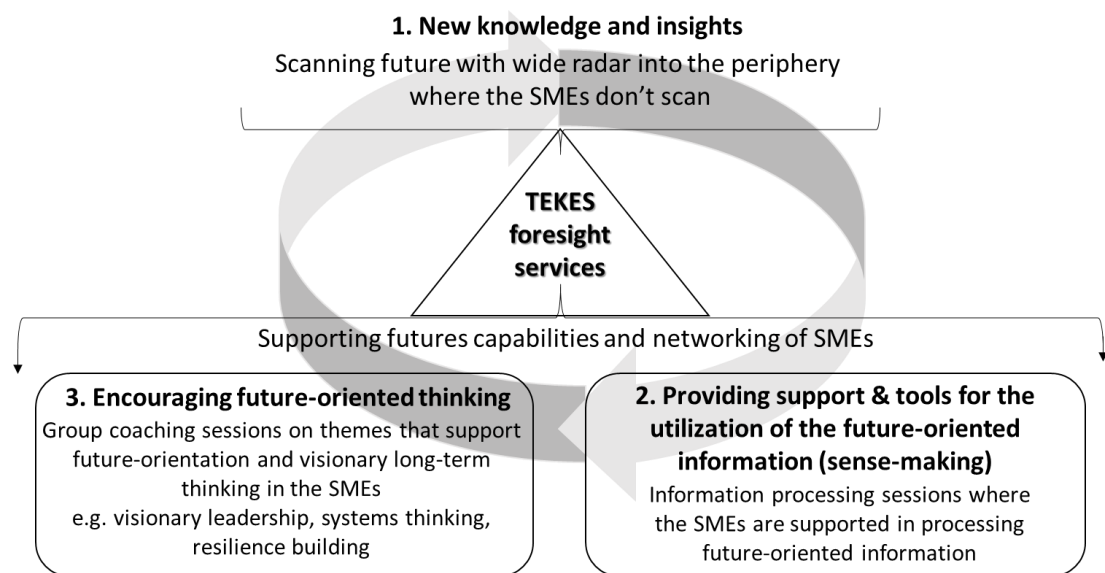 1. New knowledge and insights
Scanning future with wide radar into the periphery
where the SMEs don't scan
TEKES
foresight
services
Supporting futures capabilities and networking of SMEs
3. Encouraging future-oriented thinking
Group coaching sessions on themes that support
future-orientation and visionary long-term
thinking in the SMEs
e.g. visionary leadership, systems thinking,
resilience building
2. Providing support & tools for the
utilization of the future-oriented
information (sense-making)
Information processing sessions where
the SMEs are supported in processing
future-oriented information